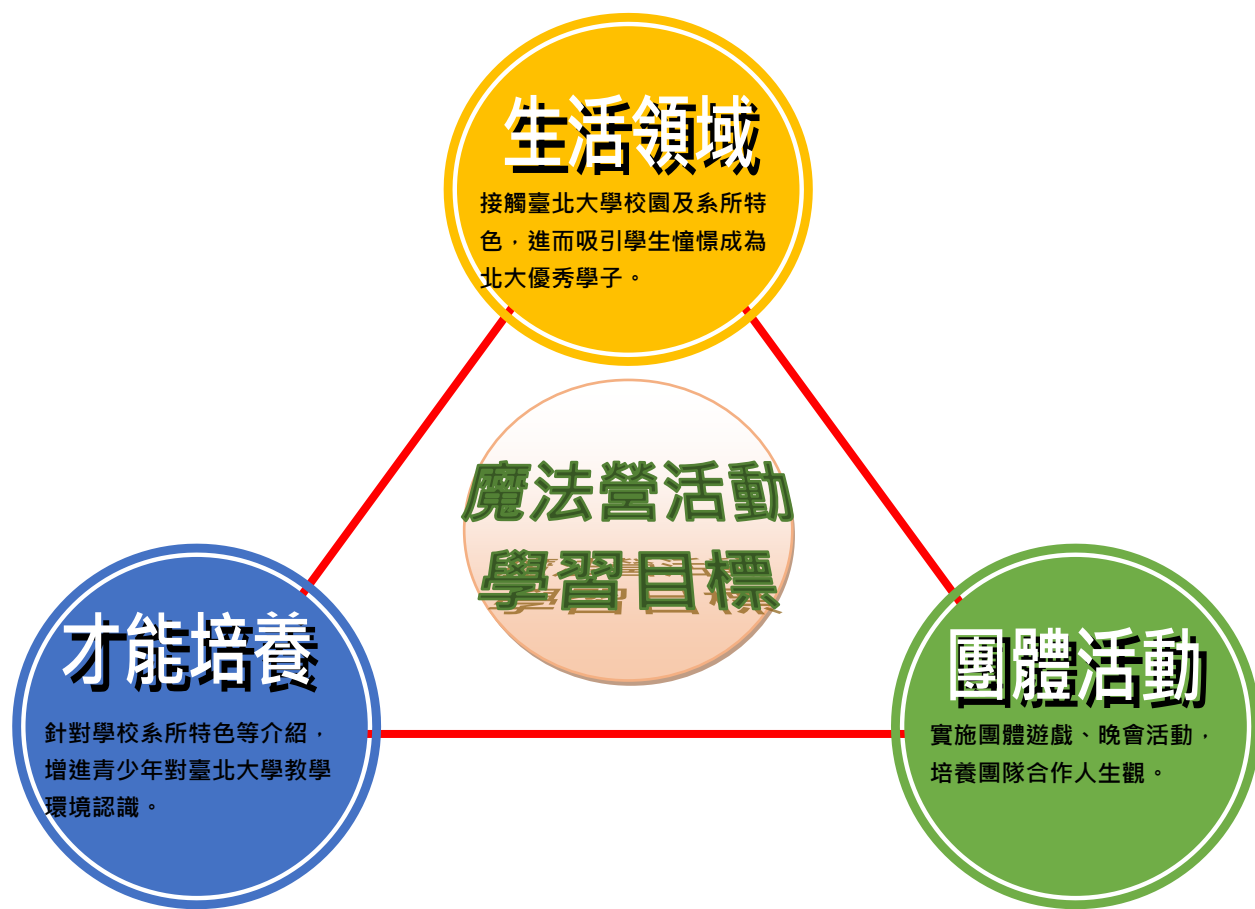 生活領域
接觸臺北大學校園及系所特
色，進而吸引學生憧憬成為
北大優秀學子。
魔法營活動
學習目標
才能培養
針對學校系所特色等介紹，
增進青少年對臺北大學教學
環境認識。
團體活動
實施團體遊戲、晚會活動，
培養團隊合作人生觀。